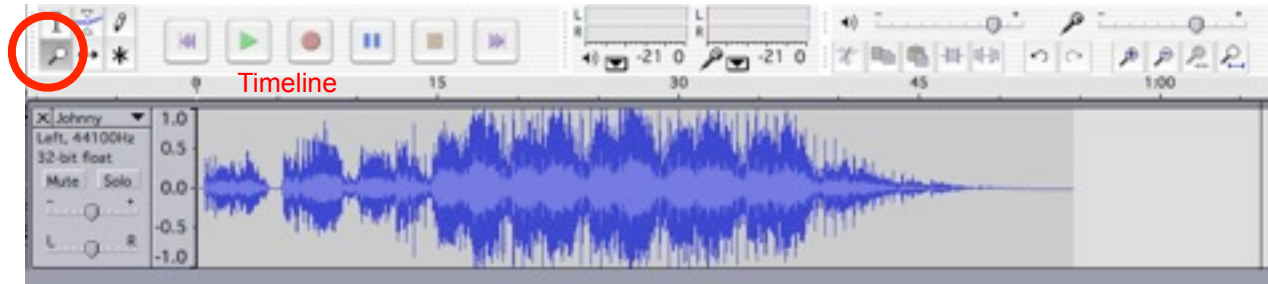 L
R
L
R
-21 0
-21 0
Timeline
0 15 30 45 1:00
X Johnny
Left, 44100Hz
32-bit float
Mute Solo
- +
L R
1.0
0.5
0.0
-0.5
-1.0